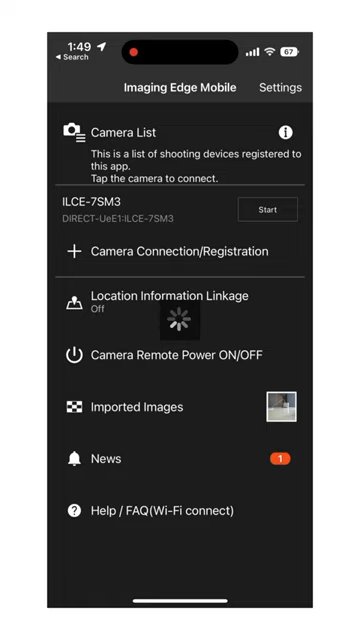 1:49
67
◄ Search
Imaging Edge Mobile
Settings
Camera List
This is a list of shooting devices registered to
this app.
Tap the camera to connect.
ILCE-7SM3
DIRECT-UeE1:ILCE-7SM3
Start
Camera Connection/Registration
Location Information Linkage
Off
Camera Remote Power ON/OFF
Imported Images
News
1
Help / FAQ(Wi-Fi connect)